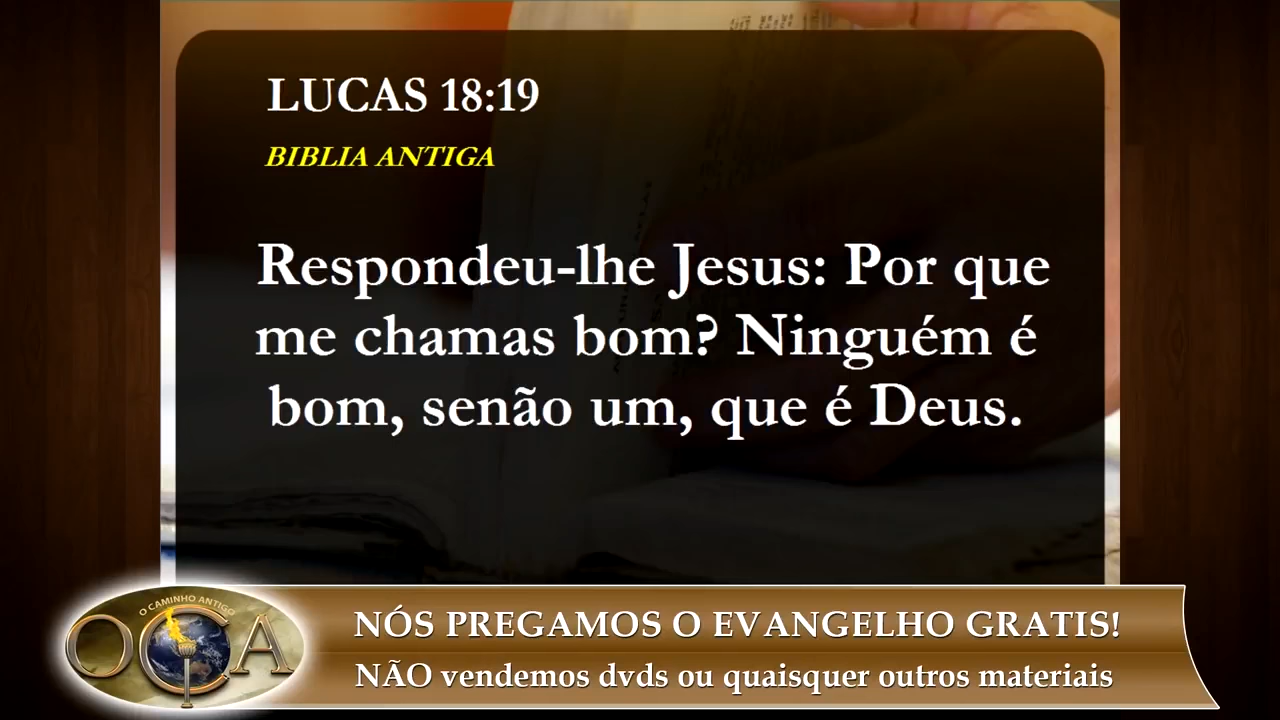 LUCAS 18:19
BIBLIA ANTIGA
Respondeu-lhe Jesus: Por que
me chamas bom? Ninguém é
bom, senão um, que é Deus.
O CAMINHO ANTIGO
OCA
NÓS PREGAMOS O EVANGELHO GRATIS!
NÃO vendemos dvds ou quaisquer outros materiais